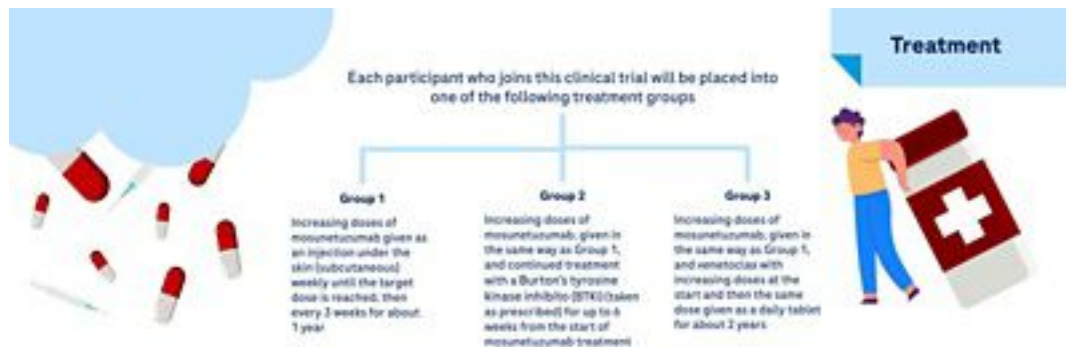 Treatment
Each participant who joins this clinical trial will be placed into
one of the following treatment groups
Group 1
Increasing doses of
mosunetuzumab given as
an injection under the
skin (subcutaneous)
weekly until the target
dose is reached, then
every 3 weeks for about
1 year
Group 2
Increasing doses of
mosunetuzumab, given in
the same way as Group 1,
and continued treatment
with a Burton's tyrosine
kinase inhibito (BTKi) (taken
as prescribed) for up to 6
weeks from the start of
mosunetuzumab treatment
Group 3
Increasing doses of
mosunetuzumab, given in
the same way as Group 1,
and venetoclax with
increasing doses at the
start and then the same
dose given as a daily tablet
for about 2 years